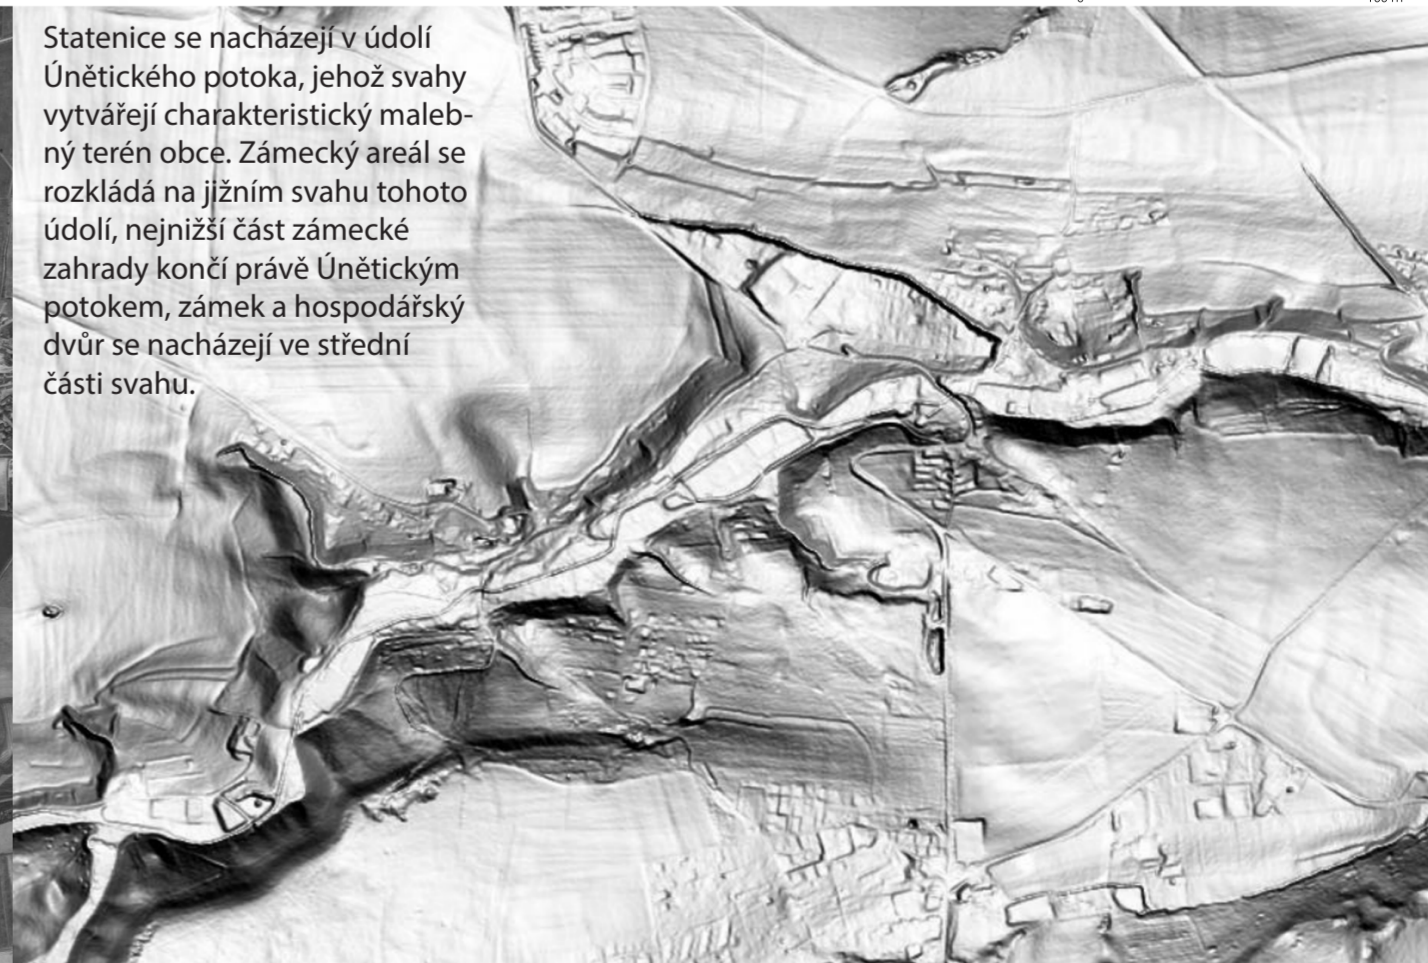 Statenice se nacházejí v údolí
Únětického potoka, jehož svahy
vytvářejí charakteristický maleb-
ný terén obce. Zámecký areál se
rozkládá na jižním svahu tohoto
údolí, nejnižší část zámecké
zahrady končí právě Únětickým
potokem, zámek a hospodářský
dvůr se nacházejí ve střední
části svahu.